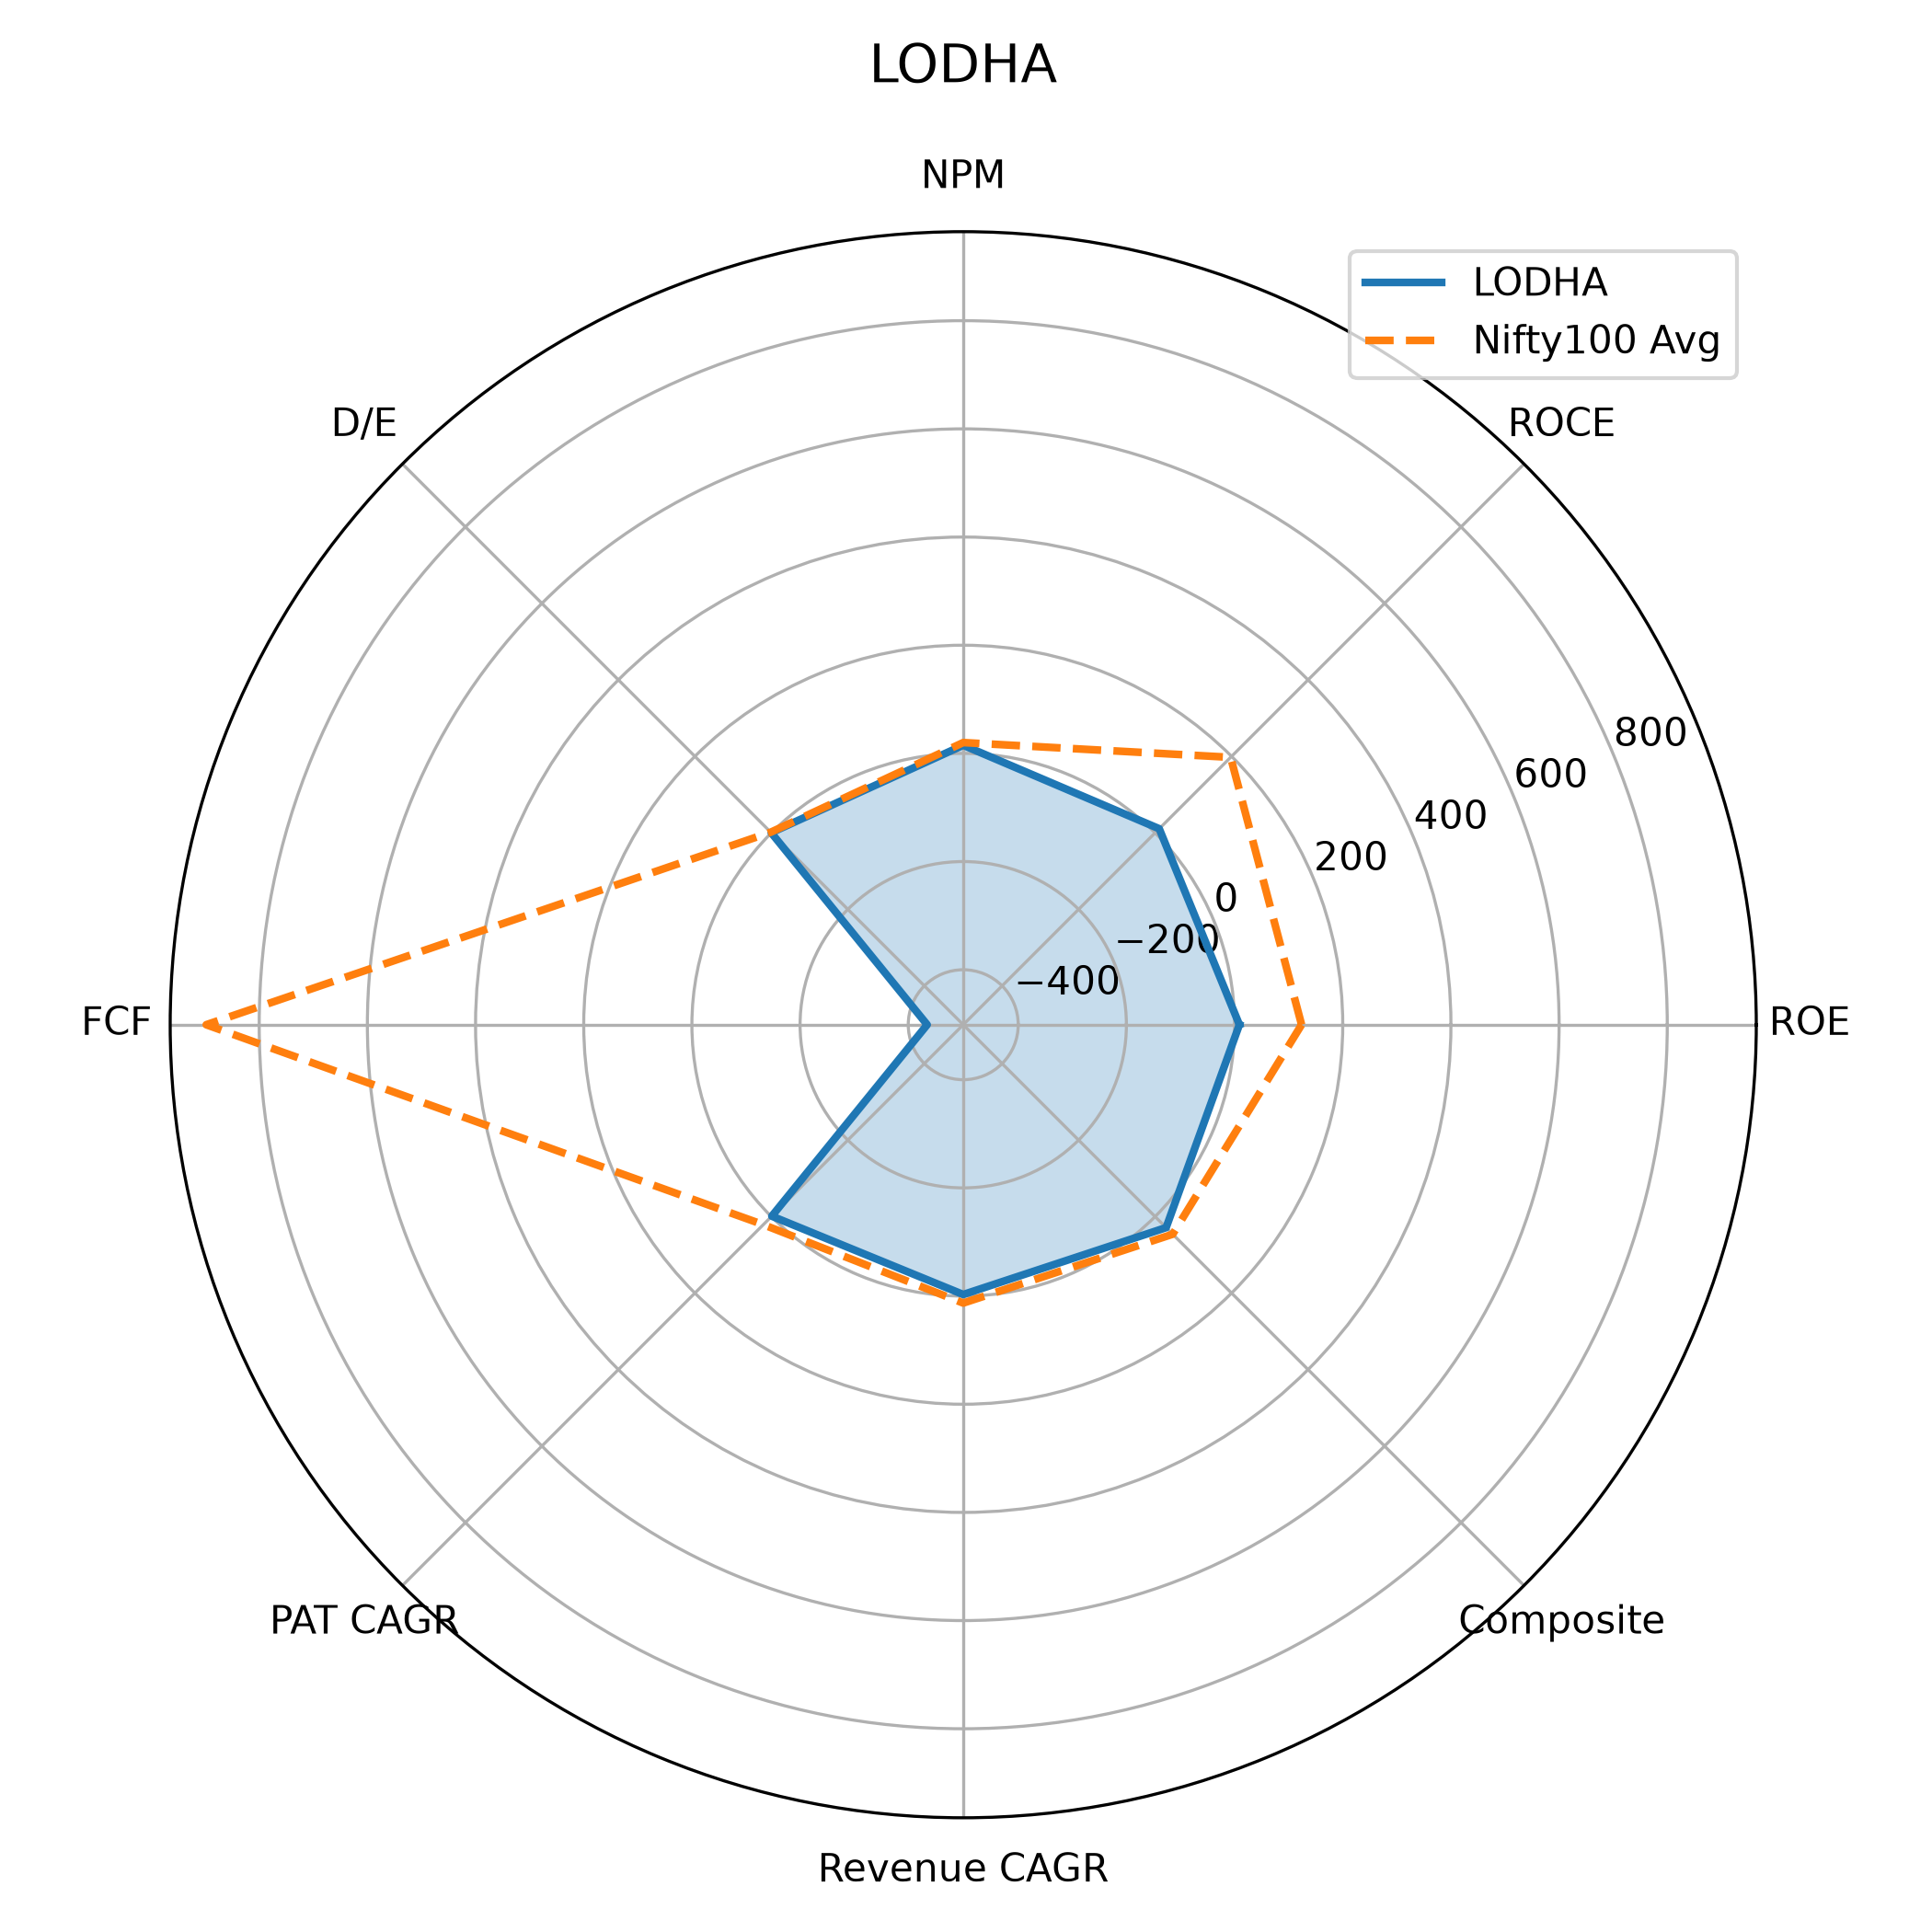 LODHA
NPM
LODHA
Nifty100 Avg
D/E
ROCE
800
600
400
200
0
−200
−400
FCF
ROE
PAT CAGR
Composite
Revenue CAGR